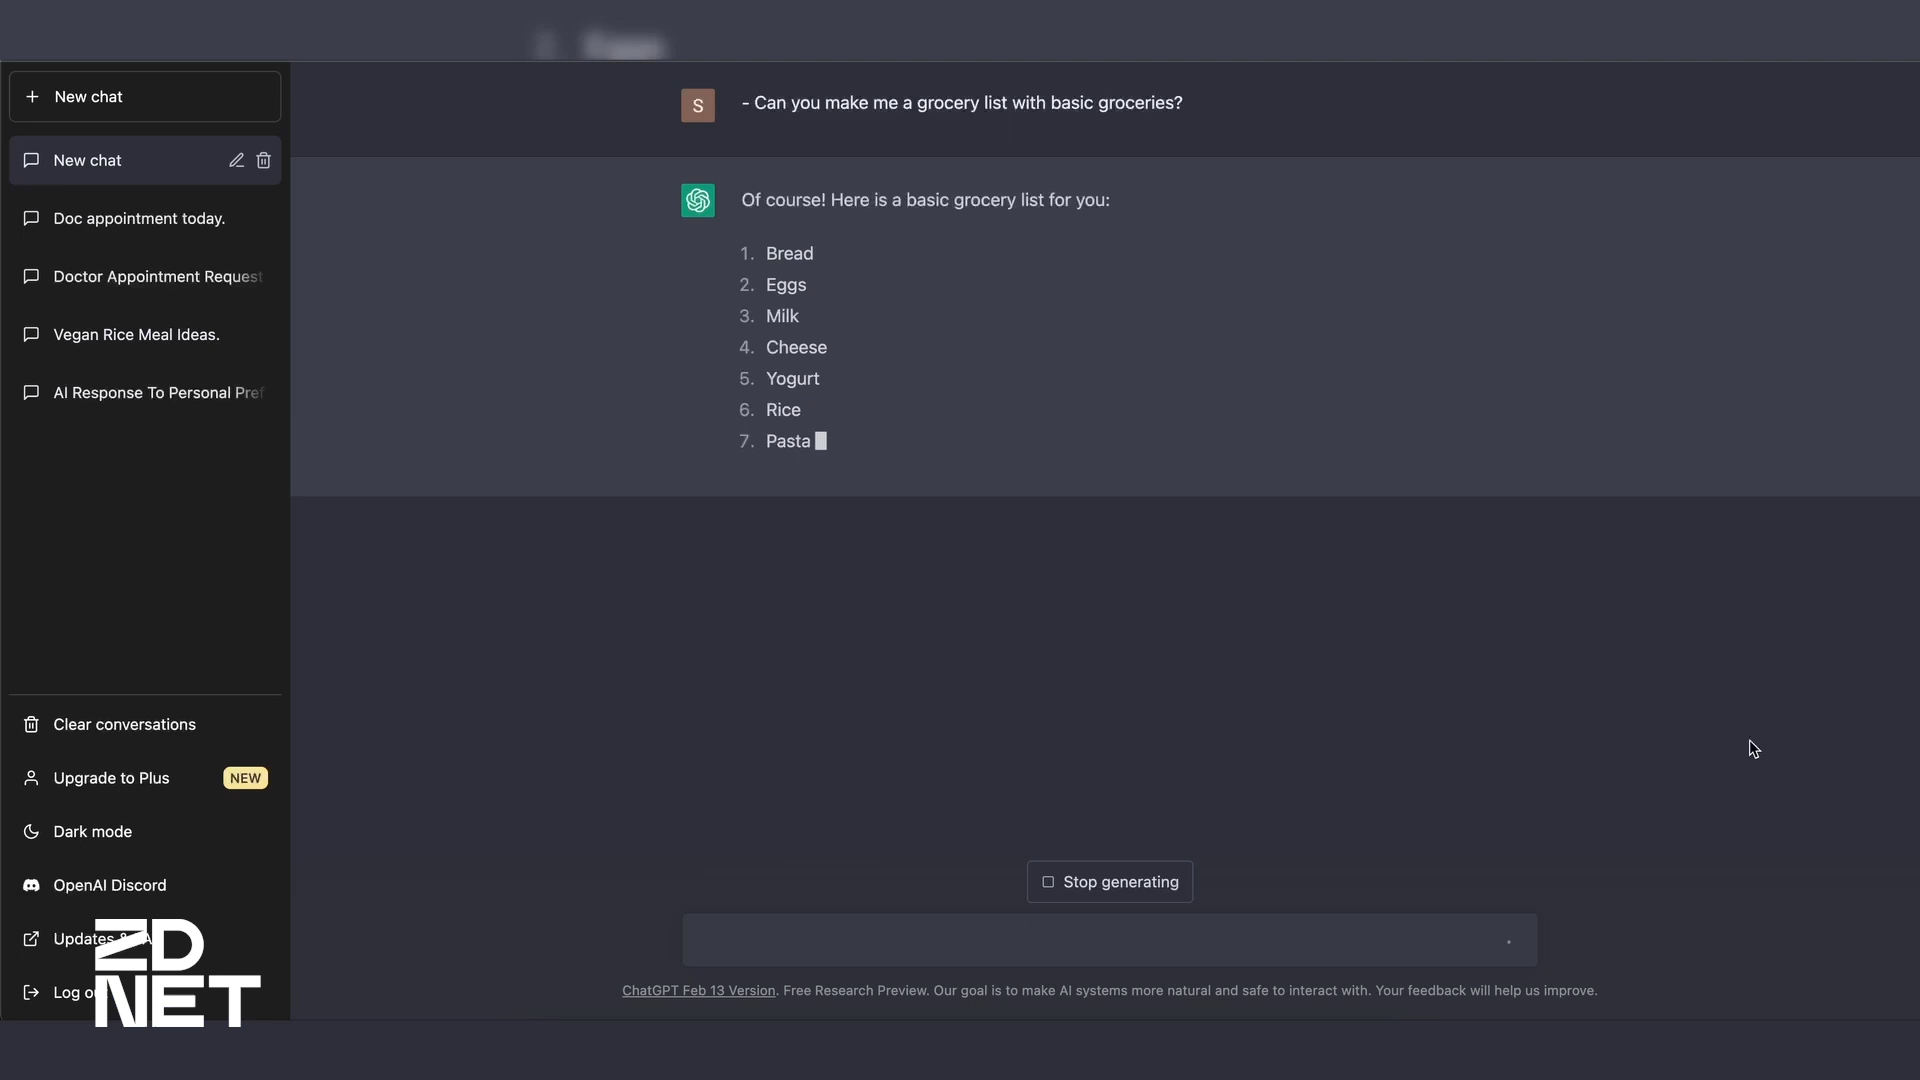 Eggs
New chat
New chat
Doc appointment today.
Doctor Appointment Request
Vegan Rice Meal Ideas.
AI Response To Personal Pref
Clear conversations
Upgrade to Plus NEW
Dark mode
OpenAI Discord
Updates &
Log ou
ZD
NET
S - Can you make me a grocery list with basic groceries?
Of course! Here is a basic grocery list for you:
1. Bread
2. Eggs
3. Milk
4. Cheese
5. Yogurt
6. Rice
7. Pasta
Stop generating
ChatGPT Feb 13 Version. Free Research Preview. Our goal is to make AI systems more natural and safe to interact with. Your feedback will help us improve.